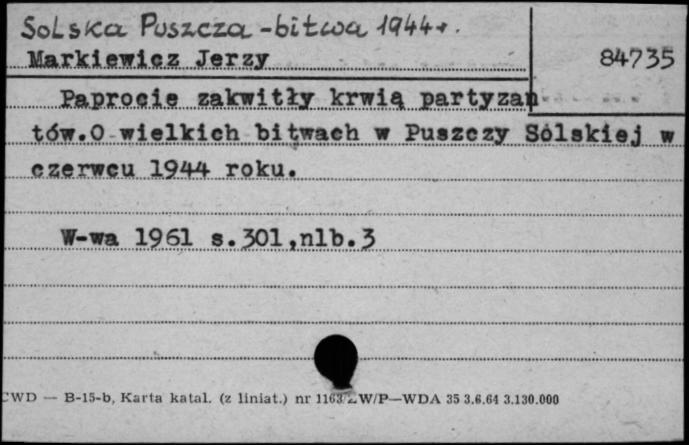 Solska Puszcza - bitwa 1944 r.
Markiewicz Jerzy
84735
Paprocie zakwitły krwią partyzan
tów.O wielkich bitwach w Puszczy Solskiej w
czerwcu 1944 roku.
W-wa 1961 s.301,nlb.3
CWD — B-15-b, Karta katal. (z liniat.) nr 1163/ZW/P—WDA 35 3.6.64 3.130.000